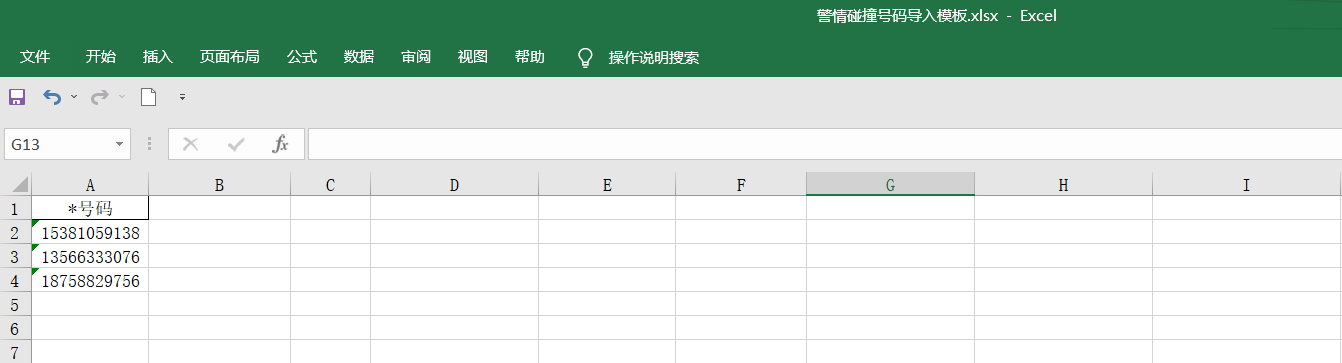 警情碰撞号码导入模板.xlsx - Excel
文件 开始 插入 页面布局 公式 数据 审阅 视图 帮助 操作说明搜索
G13 fx
A B C D E F G H I
1 *号码
2 15381059138
3 13566333076
4 18758829756
5
6
7